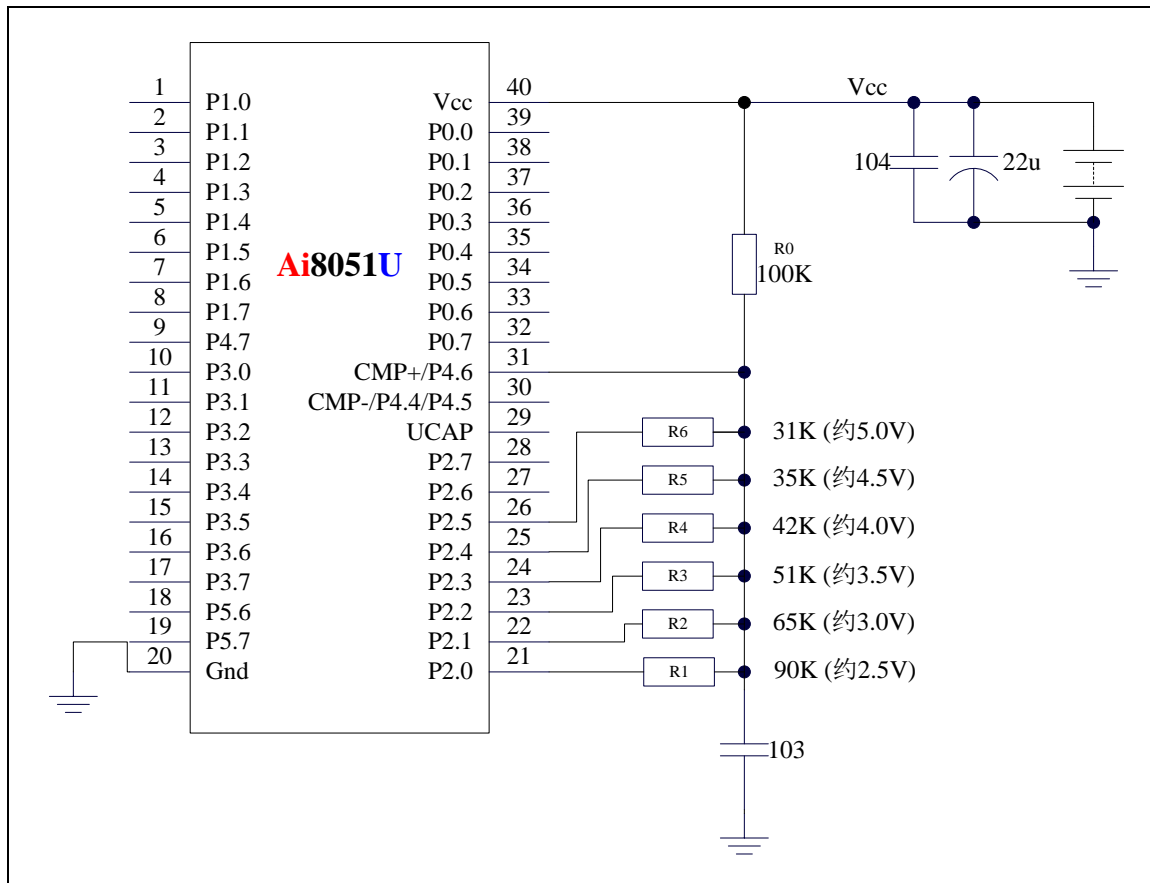 1 P1.0 Vcc 40
2 P1.1 P0.0 39
3 P1.2 P0.1 38
4 P1.3 P0.2 37
5 P1.4 P0.3 36
6 P1.5 P0.4 35
7 P1.6 P0.5 34
8 P1.7 P0.6 33
9 P4.7 P0.7 32
10 P3.0 CMP+/P4.6 31
11 P3.1 CMP-/P4.4/P4.5 30
12 P3.2 UCAP 29
13 P3.3 P2.7 28
14 P3.4 P2.6 27
15 P3.5 P2.5 26
16 P3.6 P2.4 25
17 P3.7 P2.3 24
18 P5.6 P2.2 23
19 P5.7 P2.1 22
20 Gnd P2.0 21
Ai8051U
Vcc
104
22u
R0
100K
R6 31K (约5.0V)
R5 35K (约4.5V)
R4 42K (约4.0V)
R3 51K (约3.5V)
R2 65K (约3.0V)
R1 90K (约2.5V)
103